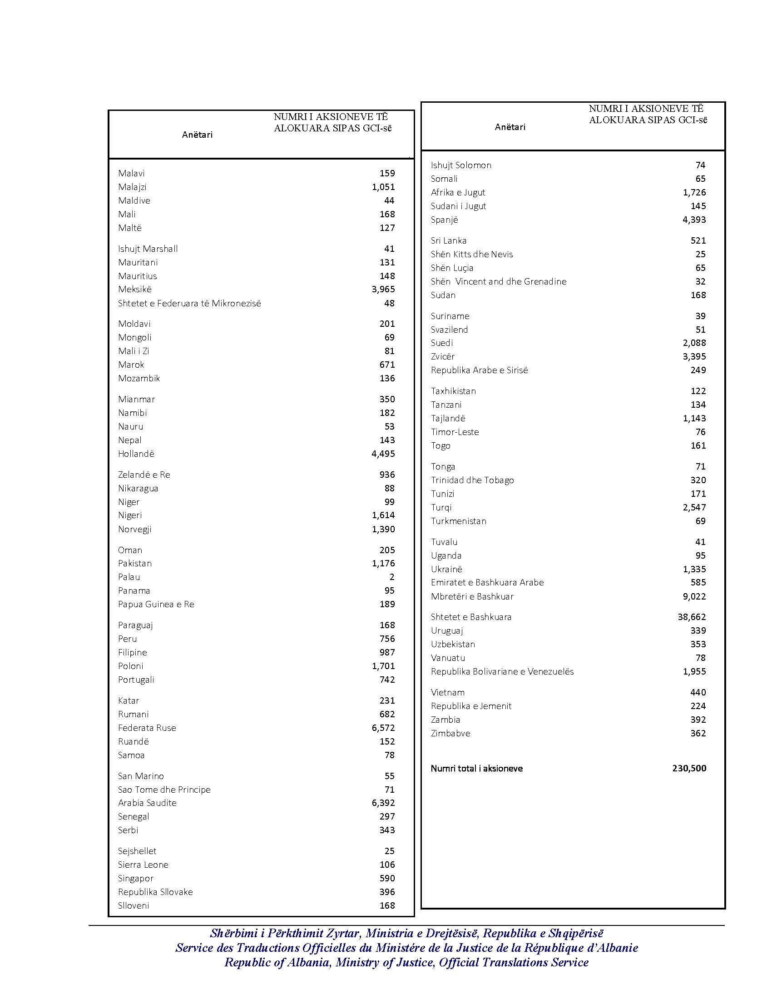 Anëtari NUMRI I AKSIONEVE TË
ALOKUARA SIPAS GCI-së
Malavi 159
Malajzi 1,051
Maldive 44
Mali 168
Maltë 127
Ishujt Marshall 41
Mauritani 131
Mauritius 148
Meksikë 3,965
Shtetet e Federuara të Mikronezisë 48
Moldavi 201
Mongoli 69
Mali i Zi 81
Marok 671
Mozambik 136
Mianmar 350
Namibi 182
Nauru 53
Nepal 143
Hollandë 4,495
Zelandë e Re 936
Nikaragua 88
Niger 99
Nigeri 1,614
Norvegji 1,390
Oman 205
Pakistan 1,176
Palau 2
Panama 95
Papua Guinea e Re 189
Paraguaj 168
Peru 756
Filipine 987
Poloni 1,701
Portugali 742
Katar 231
Rumani 682
Federata Ruse 6,572
Ruandë 152
Samoa 78
San Marino 55
Sao Tome dhe Principe 71
Arabia Saudite 6,392
Senegal 297
Serbi 343
Sejshellet 25
Sierra Leone 106
Singapor 590
Republika Sllovake 396
Slloveni 168
Anëtari NUMRI I AKSIONEVE TË
ALOKUARA SIPAS GCI-së
Ishujt Solomon 74
Somali 65
Afrika e Jugut 1,726
Sudani i Jugut 145
Spanjë 4,393
Sri Lanka 521
Shën Kitts dhe Nevis 25
Shën Luçia 65
Shën Vincent and dhe Grenadine 32
Sudan 168
Suriname 39
Svazilend 51
Suedi 2,088
Zvicër 3,395
Republika Arabe e Sirisë 249
Taxhikistan 122
Tanzani 134
Tajlandë 1,143
Timor-Leste 76
Togo 161
Tonga 71
Trinidad dhe Tobago 320
Tunizi 171
Turqi 2,547
Turkmenistan 69
Tuvalu 41
Uganda 95
Ukrainë 1,335
Emiratet e Bashkuara Arabe 585
Mbretëri e Bashkuar 9,022
Shtetet e Bashkuara 38,662
Uruguaj 339
Uzbekistan 353
Vanuatu 78
Republika Bolivariane e Venezuelës 1,955
Vietnam 440
Republika e Jemenit 224
Zambia 392
Zimbabve 362
Numri total i aksioneve 230,500
Shërbimi i Përkthimit Zyrtar, Ministria e Drejtësisë, Republika e Shqipërisë
Service des Traductions Officielles du Ministére de la Justice de la République d’Albanie
Republic of Albania, Ministry of Justice, Official Translations Service